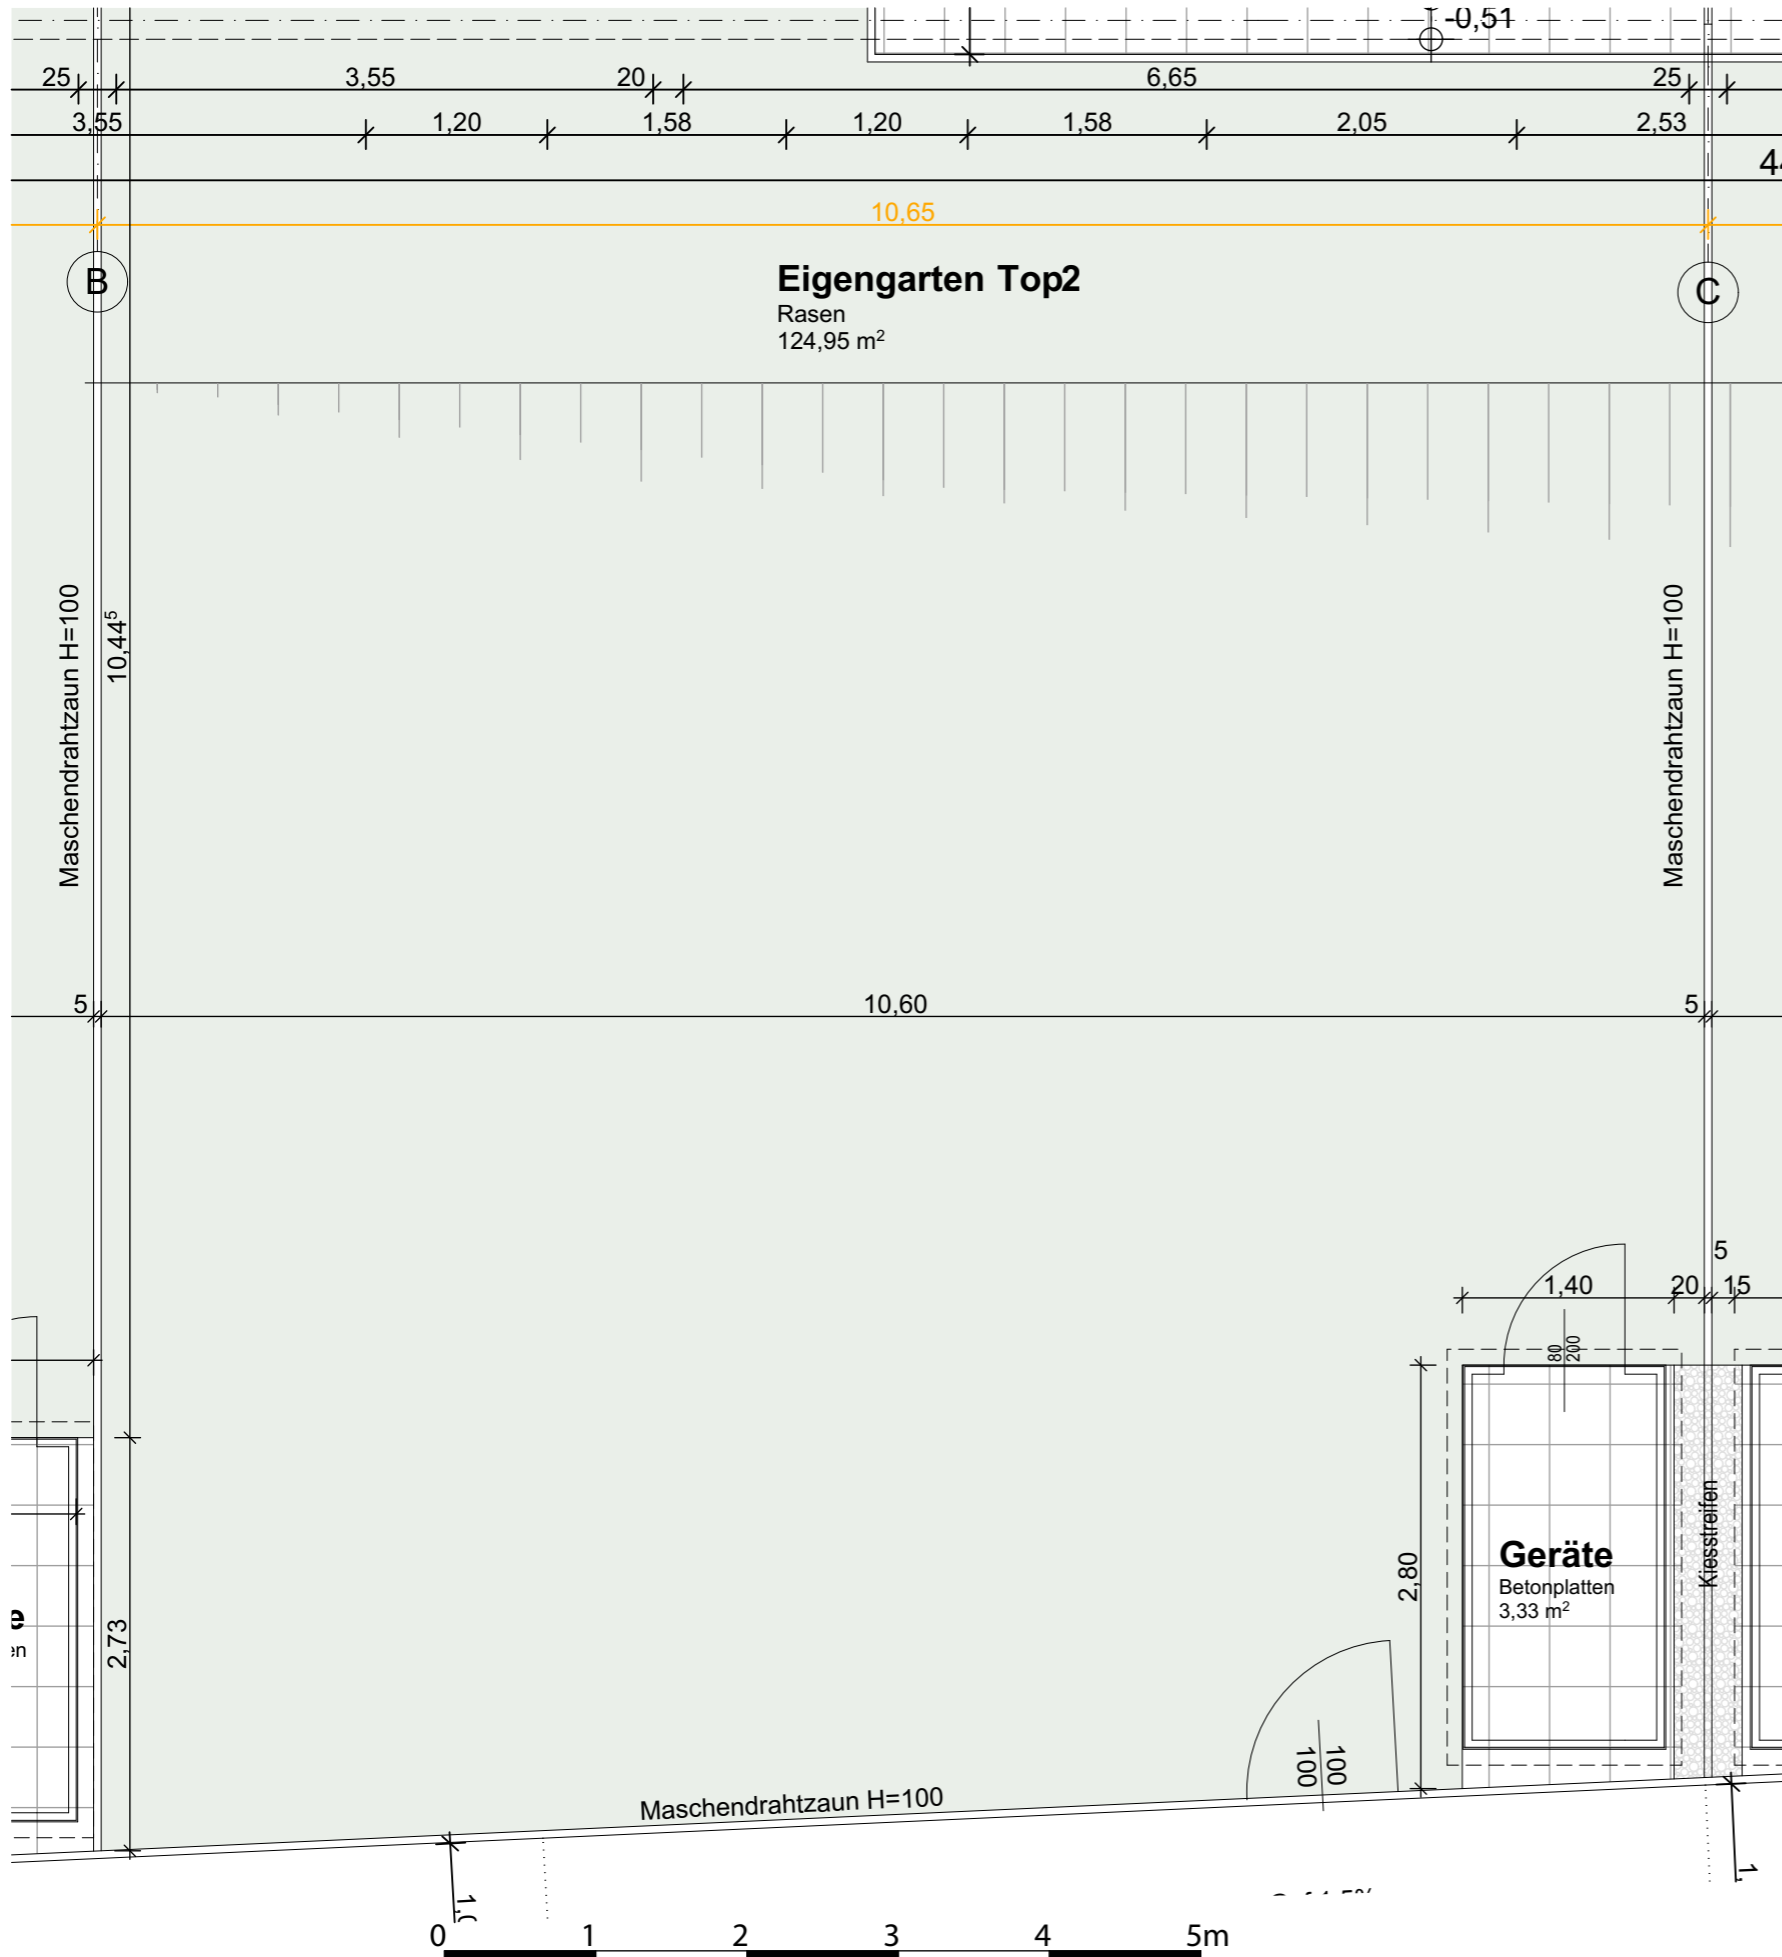 -0,51
25 3,55 20 6,65 25
3,55 1,20 1,58 1,20 1,58 2,05 2,53
10,65
B
C
Eigengarten Top2
Rasen
124,95 m²
Maschendrahtzaun H=100
10,44⁵
Maschendrahtzaun H=100
5 10,60 5
5
1,40 20 15
80
200
2,80
Geräte
Betonplatten
3,33 m²
Kiesstreifen
2,73
100
100
Maschendrahtzaun H=100
0 1 2 3 4 5m